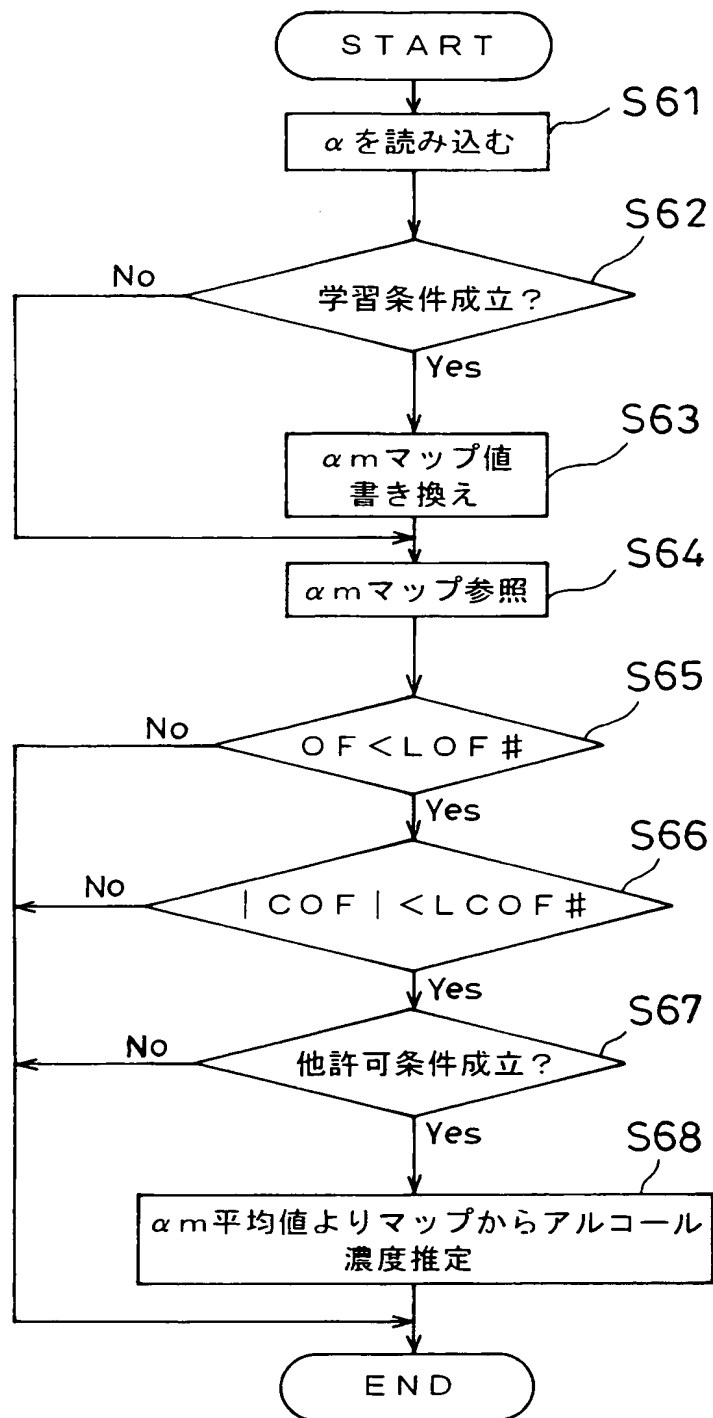 START
S61
αを読み込む
S62
No
学習条件成立?
Yes
S63
αmマップ値
書き換え
S64
αmマップ参照
S65
No
OF<LOF#
Yes
S66
No
|COF|<LCOF#
Yes
S67
No
他許可条件成立?
Yes
S68
αm平均値よりマップからアルコール
濃度推定
END